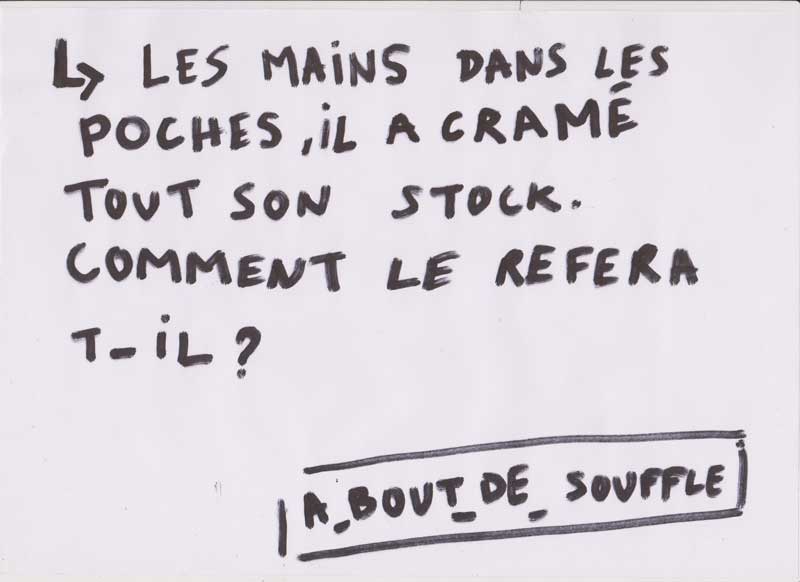 ↳ LES MAINS DANS LES
POCHES, IL A CRAMÉ
TOUT SON STOCK.
COMMENT LE REFERA
T-IL ?
A_BOUT_DE_SOUFFLE